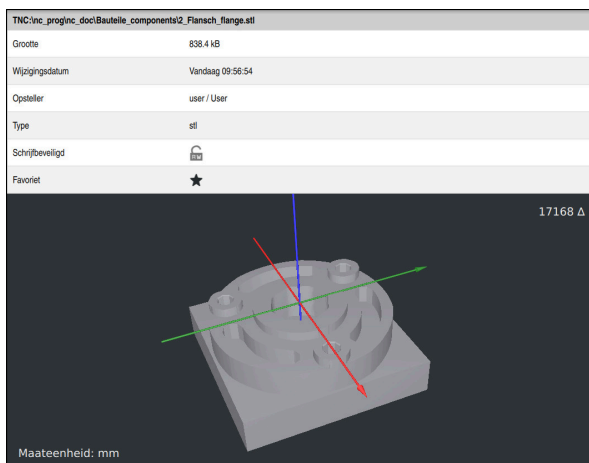 TNC:\nc_prog\nc_doc\Bauteile_components\2_Flansch_flange.stl
Grootte 838.4 kB
Wijzigingsdatum Vandaag 09:56:54
Opsteller user / User
Type stl
Schrijfbeveiligd RW
Favoriet
17168 Δ
Maateenheid: mm